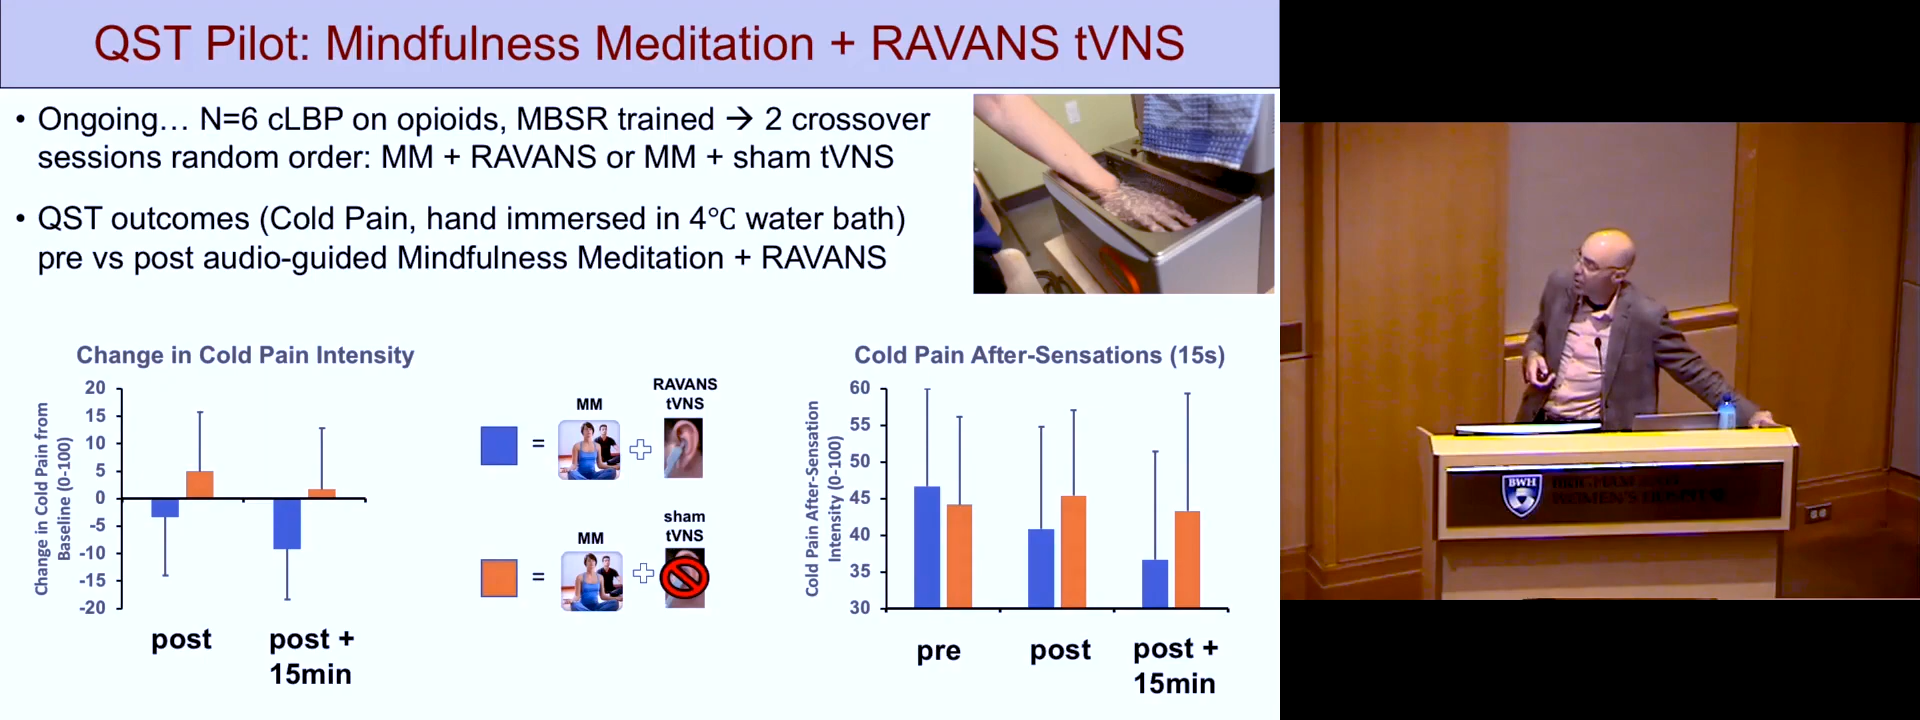 QST Pilot: Mindfulness Meditation + RAVANS tVNS
• Ongoing… N=6 cLBP on opioids, MBSR trained → 2 crossover
sessions random order: MM + RAVANS or MM + sham tVNS
• QST outcomes (Cold Pain, hand immersed in 4℃ water bath)
pre vs post audio-guided Mindfulness Meditation + RAVANS
Change in Cold Pain Intensity
Change in Cold Pain from
Baseline (0-100)
20
15
10
5
0
-5
-10
-15
-20
post
post +
15min
MM
RAVANS
tVNS
=
+
MM
sham
tVNS
=
+
Cold Pain After-Sensations (15s)
Cold Pain After-Sensation
Intensity (0-100)
60
55
50
45
40
35
30
pre
post
post +
15min
BWH
BRIGHAM AND
WOMEN'S HOSPITAL